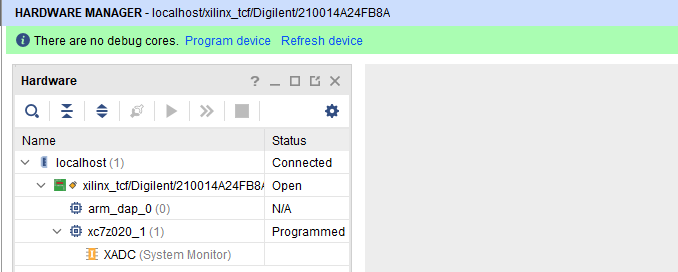 HARDWARE MANAGER - localhost/xilinx_tcf/Digilent/210014A24FB8A
There are no debug cores. Program device Refresh device
Hardware
Name Status
localhost (1) Connected
xilinx_tcf/Digilent/210014A24FB8A Open
arm_dap_0 (0) N/A
xc7z020_1 (1) Programmed
XADC (System Monitor)